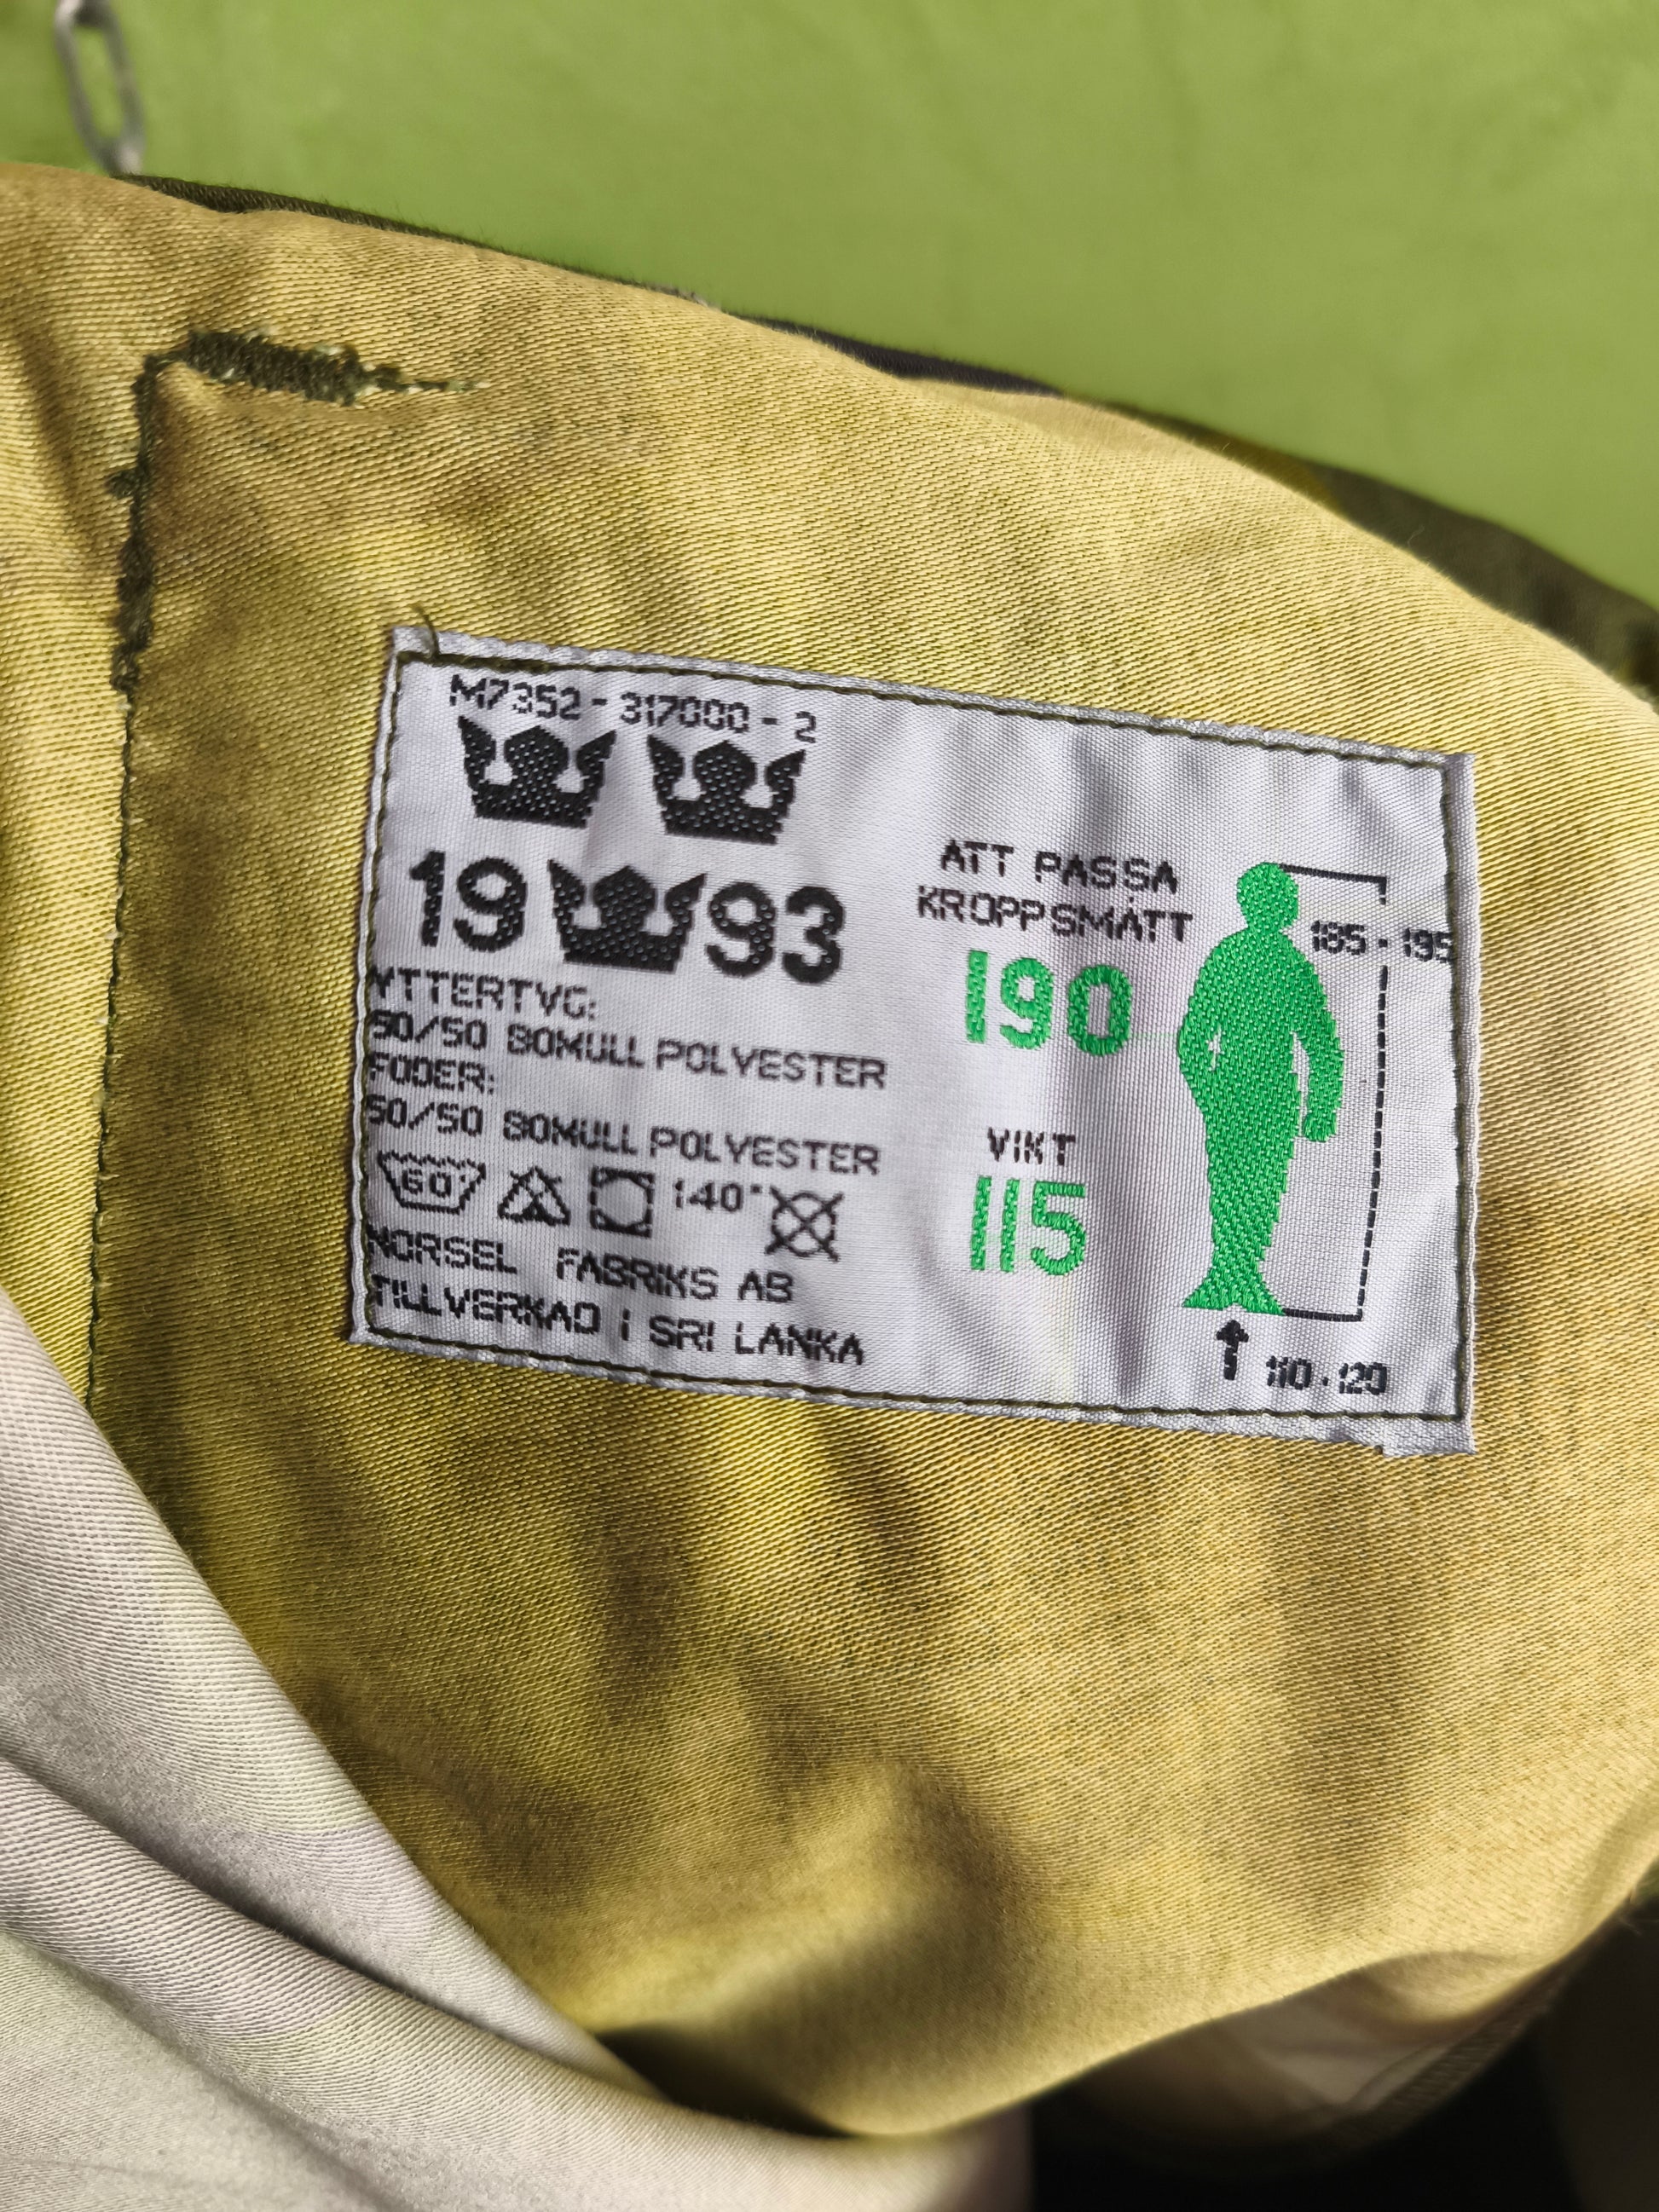 M7352-317000-2
19 93
YTTERTYG:
50/50 BOMULL POLYESTER
FODER:
50/50 BOMULL POLYESTER
60° 140°
NORSEL FABRIKS AB
TILLVERKAD I SRI LANKA
ATT PASSA
KROPPSMÅTT
190
VIKT
115
185-195
110-120